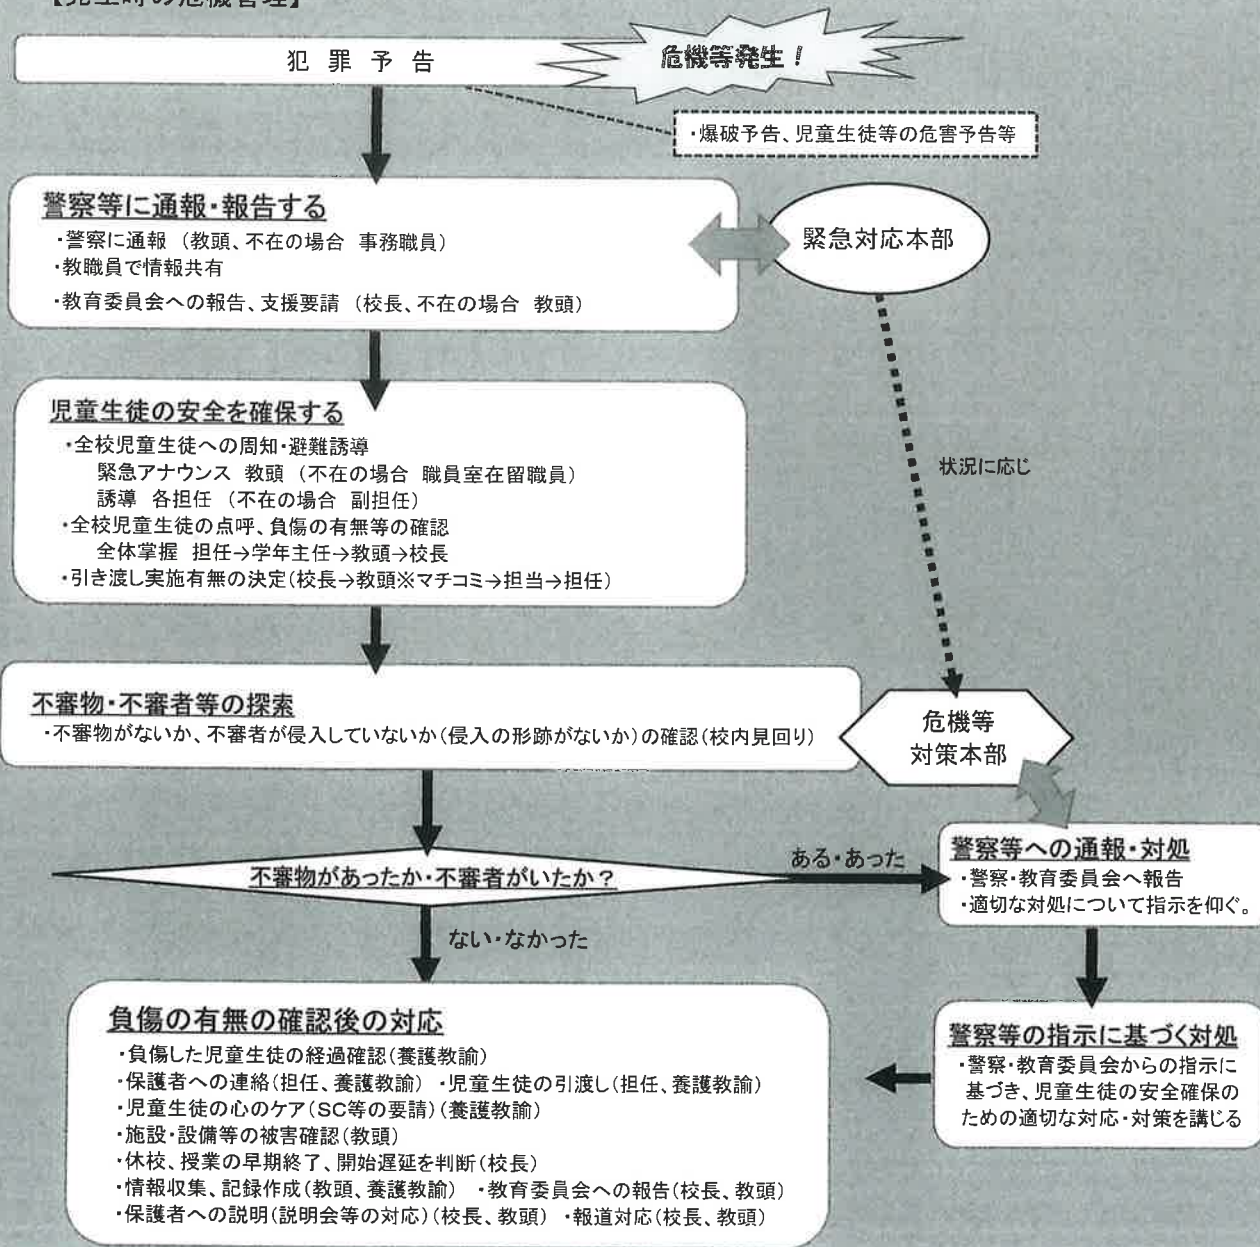 犯罪予告
危機等発生！
・爆破予告、児童生徒等の危害予告等
警察等に通報・報告する
・警察に通報 （教頭、不在の場合 事務職員）
・教職員で情報共有
・教育委員会への報告、支援要請 （校長、不在の場合 教頭）
緊急対応本部
児童生徒の安全を確保する
・全校児童生徒への周知・避難誘導
緊急アナウンス 教頭 （不在の場合 職員室在留職員）
誘導 各担任 （不在の場合 副担任）
・全校児童生徒の点呼、負傷の有無等の確認
全体掌握 担任→学年主任→教頭→校長
・引き渡し実施有無の決定（校長→教頭※マチコミ→担当→担任）
状況に応じ
不審物・不審者等の探索
・不審物がないか、不審者が侵入していないか（侵入の形跡がないか）の確認（校内見回り）
危機等
対策本部
不審物があったか・不審者がいたか？
ある・あった
ない・なかった
警察等への通報・対処
・警察・教育委員会へ報告
・適切な対処について指示を仰ぐ。
警察等の指示に基づく対処
・警察・教育委員会からの指示に
基づき、児童生徒の安全確保の
ための適切な対応・対策を講じる
負傷の有無の確認後の対応
・負傷した児童生徒の経過確認（養護教諭）
・保護者への連絡（担任、養護教諭） ・児童生徒の引渡し（担任、養護教諭）
・児童生徒の心のケア（SC等の要請）（養護教諭）
・施設・設備等の被害確認（教頭）
・休校、授業の早期終了、開始遅延を判断（校長）
・情報収集、記録作成（教頭、養護教諭） ・教育委員会への報告（校長、教頭）
・保護者への説明（説明会等の対応）（校長、教頭） ・報道対応（校長、教頭）